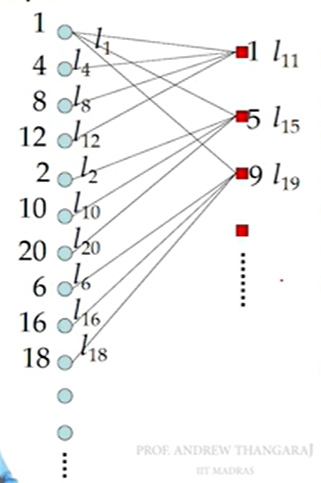 1 l₁ 1 l₁₁
4 l₄
8 l₈
12 l₁₂ 5 l₁₅
2 l₂ 9 l₁₉
10 l₁₀
20 l₂₀
6 l₆
16 l₁₆
18 l₁₈
PROF. ANDREW THANGARAJ
IIT MADRAS